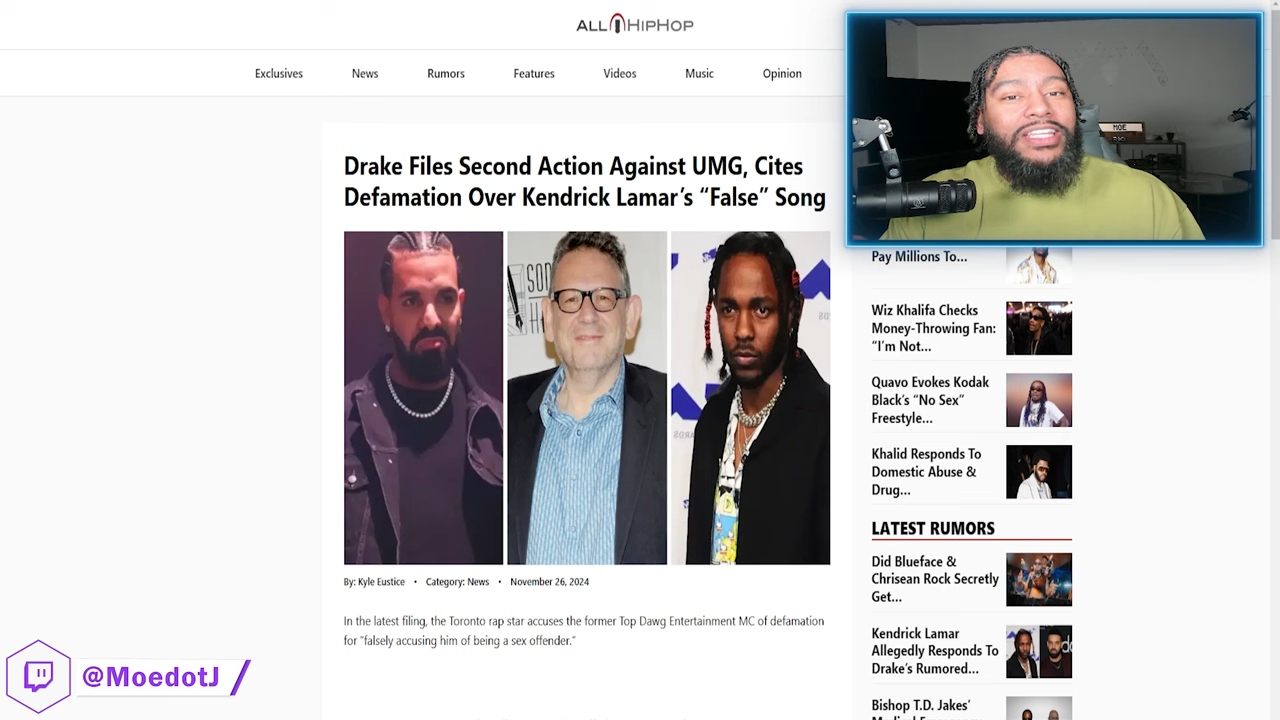 ALL HIPHOP
Exclusives
News
Rumors
Features
Videos
Music
Opinion
MOE
Drake Files Second Action Against UMG, Cites
Defamation Over Kendrick Lamar’s “False” Song
By: Kyle Eustice • Category: News • November 26, 2024
In the latest filing, the Toronto rap star accuses the former Top Dawg Entertainment MC of defamation
for “falsely accusing him of being a sex offender.”
Pay Millions To...
Wiz Khalifa Checks
Money-Throwing Fan:
“I’m Not...
Quavo Evokes Kodak
Black’s “No Sex”
Freestyle...
Khalid Responds To
Domestic Abuse &
Drug...
LATEST RUMORS
Did Blueface &
Chrisean Rock Secretly
Get...
Kendrick Lamar
Allegedly Responds To
Drake’s Rumored...
Bishop T.D. Jakes’
@MoedotJ